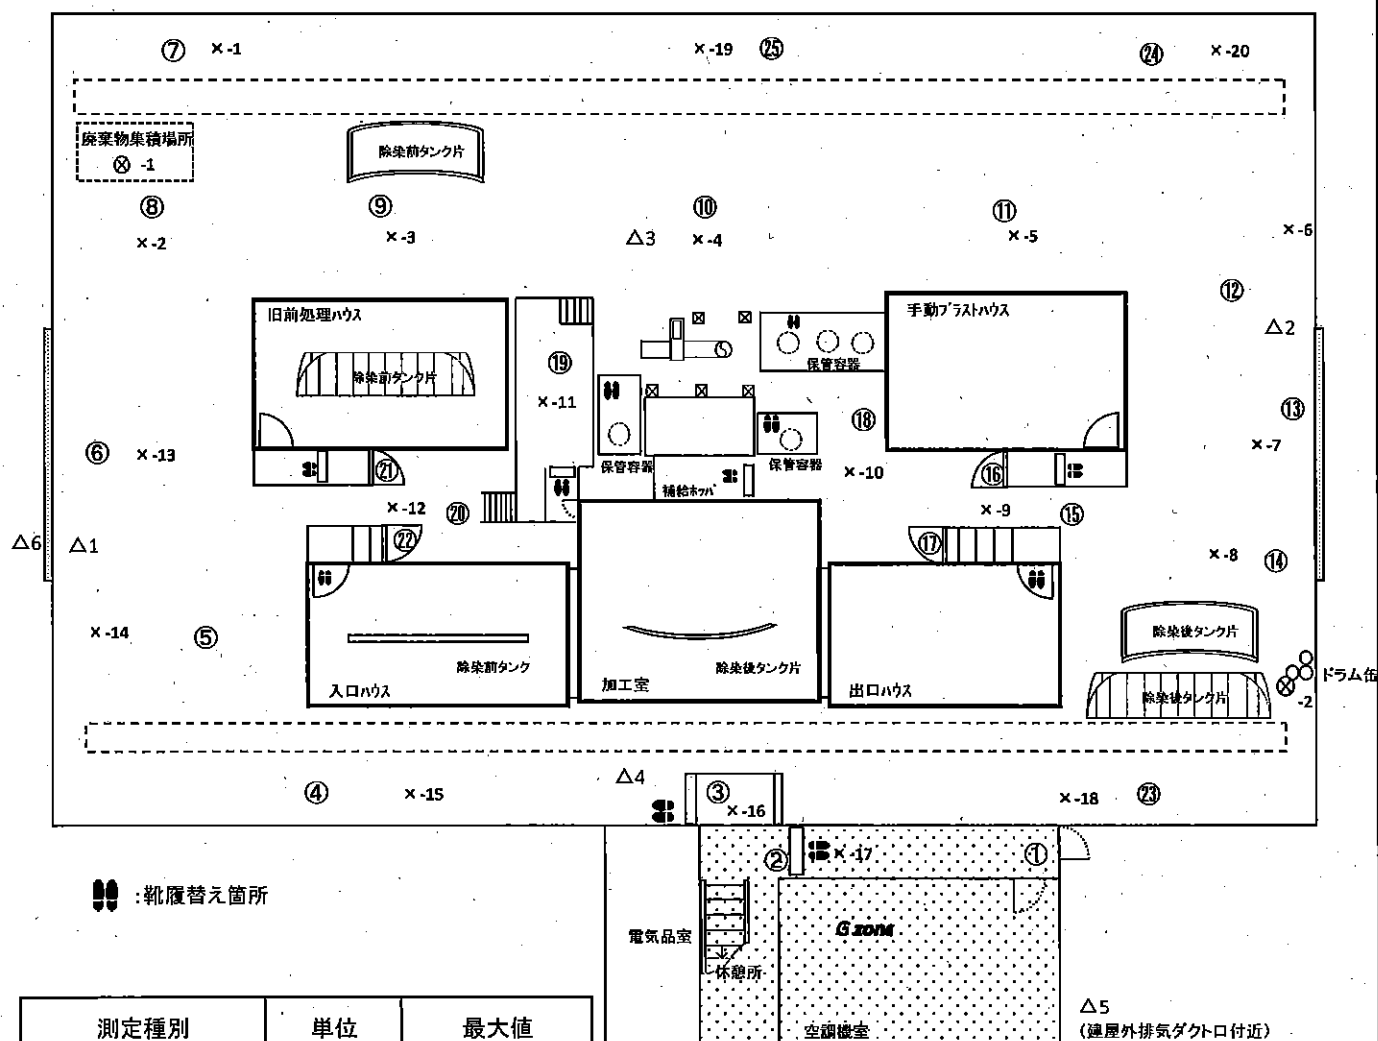 ⑦ ×-1 ×-19 ㉕ ㉔ ×-20
廃棄物集積場所
⊗ -1
除染前タンク片
⑧ ⑨ ⑩ ⑪
×-2 ×-3 △3 ×-4 ×-5 ×-6
⑫
旧前処理ハウス
手動ブラストハウス
△2
除染前タンク片
⑲
保管容器
×-11
⑱ ⑬
⑥ ×-13
㉑
保管容器
保管容器
補給ホッパ
×-10
⑯
×-7
×-12 ⑳
×-9 ⑮
△6 △1
㉒
⑰
×-8 ⑭
×-14 ⑤
除染前タンク
入口ハウス
加工室
除染後タンク片
出口ハウス
除染後タンク片
除染後タンク片
ドラム缶
⊗
-2
④ ×-15
△4
③ ×-16
×-18 ㉓
② ×-17 ①
:靴履替え箇所
電気品室
G zone
休憩所
空調機室
△5
(建屋外排気ダクト口付近)
測定種別 単位 最大値